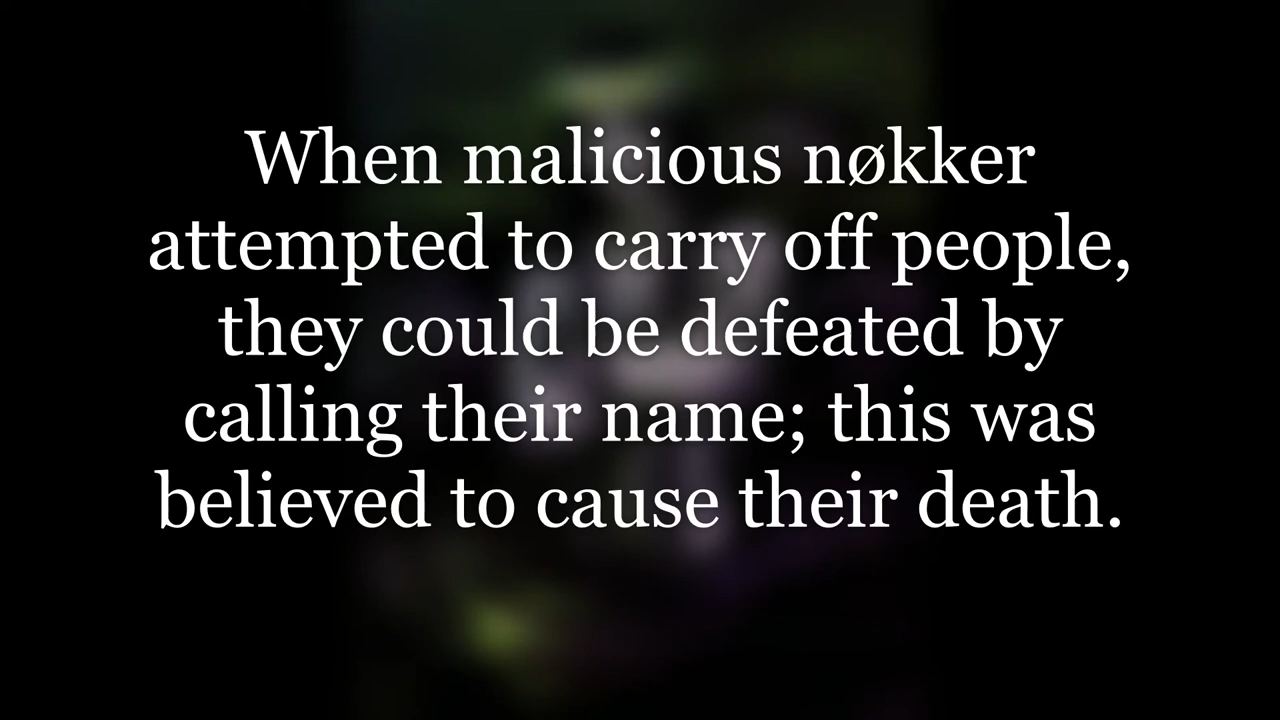 When malicious nøkker
attempted to carry off people,
they could be defeated by
calling their name; this was
believed to cause their death.